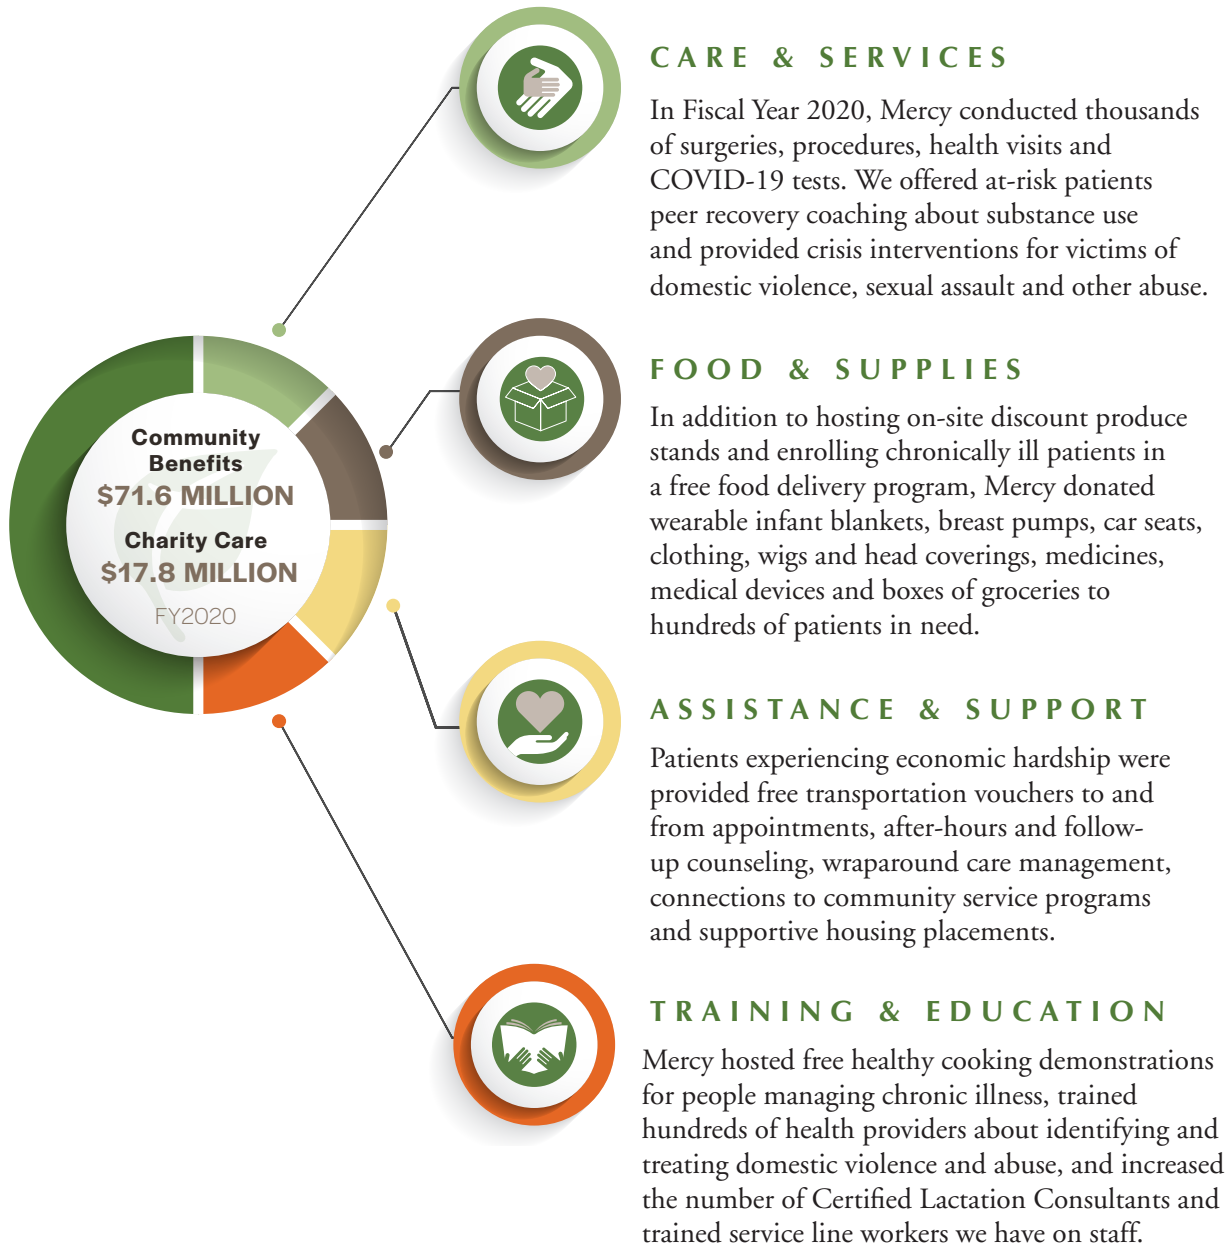 CARE & SERVICES
In Fiscal Year 2020, Mercy conducted thousands
of surgeries, procedures, health visits and
COVID-19 tests. We offered at-risk patients
peer recovery coaching about substance use
and provided crisis interventions for victims of
domestic violence, sexual assault and other abuse.
FOOD & SUPPLIES
In addition to hosting on-site discount produce
stands and enrolling chronically ill patients in
a free food delivery program, Mercy donated
wearable infant blankets, breast pumps, car seats,
clothing, wigs and head coverings, medicines,
medical devices and boxes of groceries to
hundreds of patients in need.
Community
Benefits
$71.6 MILLION
Charity Care
$17.8 MILLION
FY2020
ASSISTANCE & SUPPORT
Patients experiencing economic hardship were
provided free transportation vouchers to and
from appointments, after-hours and follow-
up counseling, wraparound care management,
connections to community service programs
and supportive housing placements.
TRAINING & EDUCATION
Mercy hosted free healthy cooking demonstrations
for people managing chronic illness, trained
hundreds of health providers about identifying and
treating domestic violence and abuse, and increased
the number of Certified Lactation Consultants and
trained service line workers we have on staff.